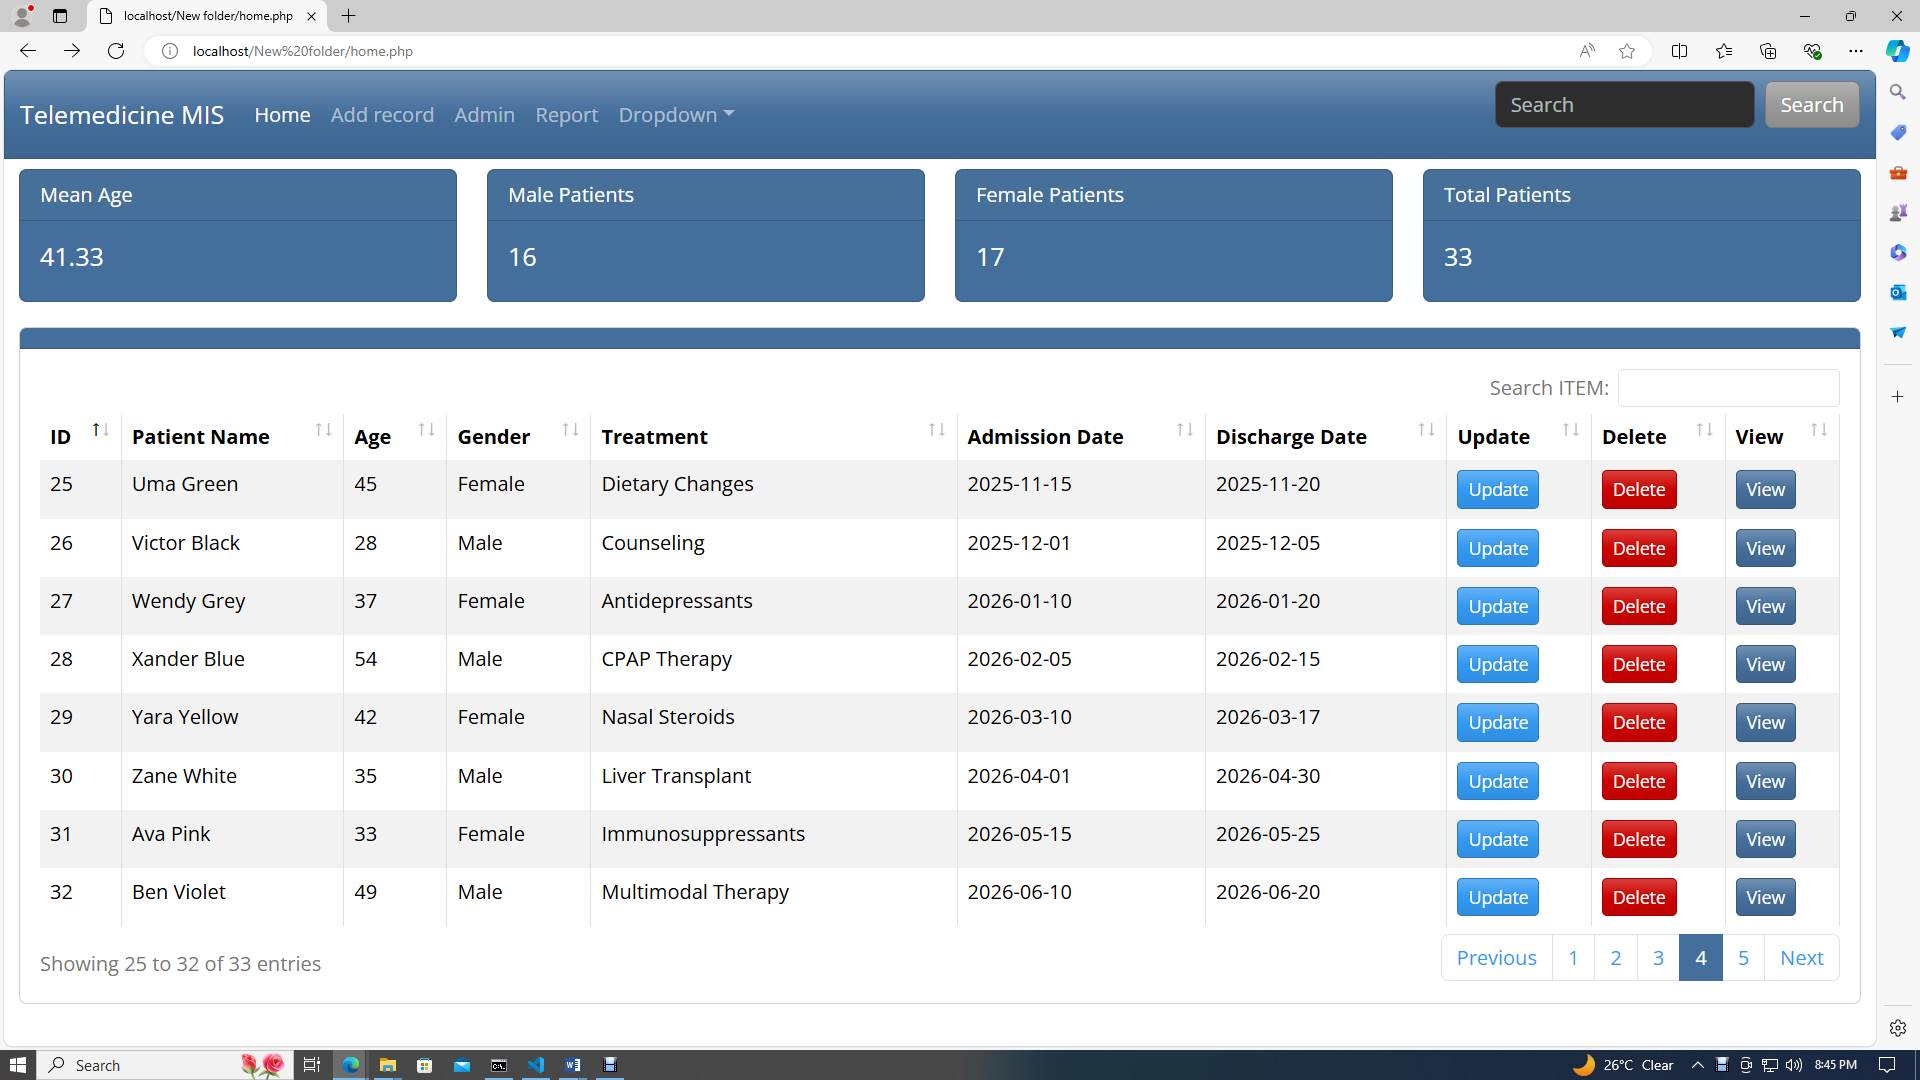 localhost/New folder/home.php
localhost/New%20folder/home.php
Telemedicine MIS Home Add record Admin Report Dropdown Search Search
Mean Age Male Patients Female Patients Total Patients
41.33 16 17 33
Search ITEM:
ID Patient Name Age Gender Treatment Admission Date Discharge Date Update Delete View
25 Uma Green 45 Female Dietary Changes 2025-11-15 2025-11-20 Update Delete View
26 Victor Black 28 Male Counseling 2025-12-01 2025-12-05 Update Delete View
27 Wendy Grey 37 Female Antidepressants 2026-01-10 2026-01-20 Update Delete View
28 Xander Blue 54 Male CPAP Therapy 2026-02-05 2026-02-15 Update Delete View
29 Yara Yellow 42 Female Nasal Steroids 2026-03-10 2026-03-17 Update Delete View
30 Zane White 35 Male Liver Transplant 2026-04-01 2026-04-30 Update Delete View
31 Ava Pink 33 Female Immunosuppressants 2026-05-15 2026-05-25 Update Delete View
32 Ben Violet 49 Male Multimodal Therapy 2026-06-10 2026-06-20 Update Delete View
Showing 25 to 32 of 33 entries Previous 1 2 3 4 5 Next
Search 26°C Clear 8:45 PM